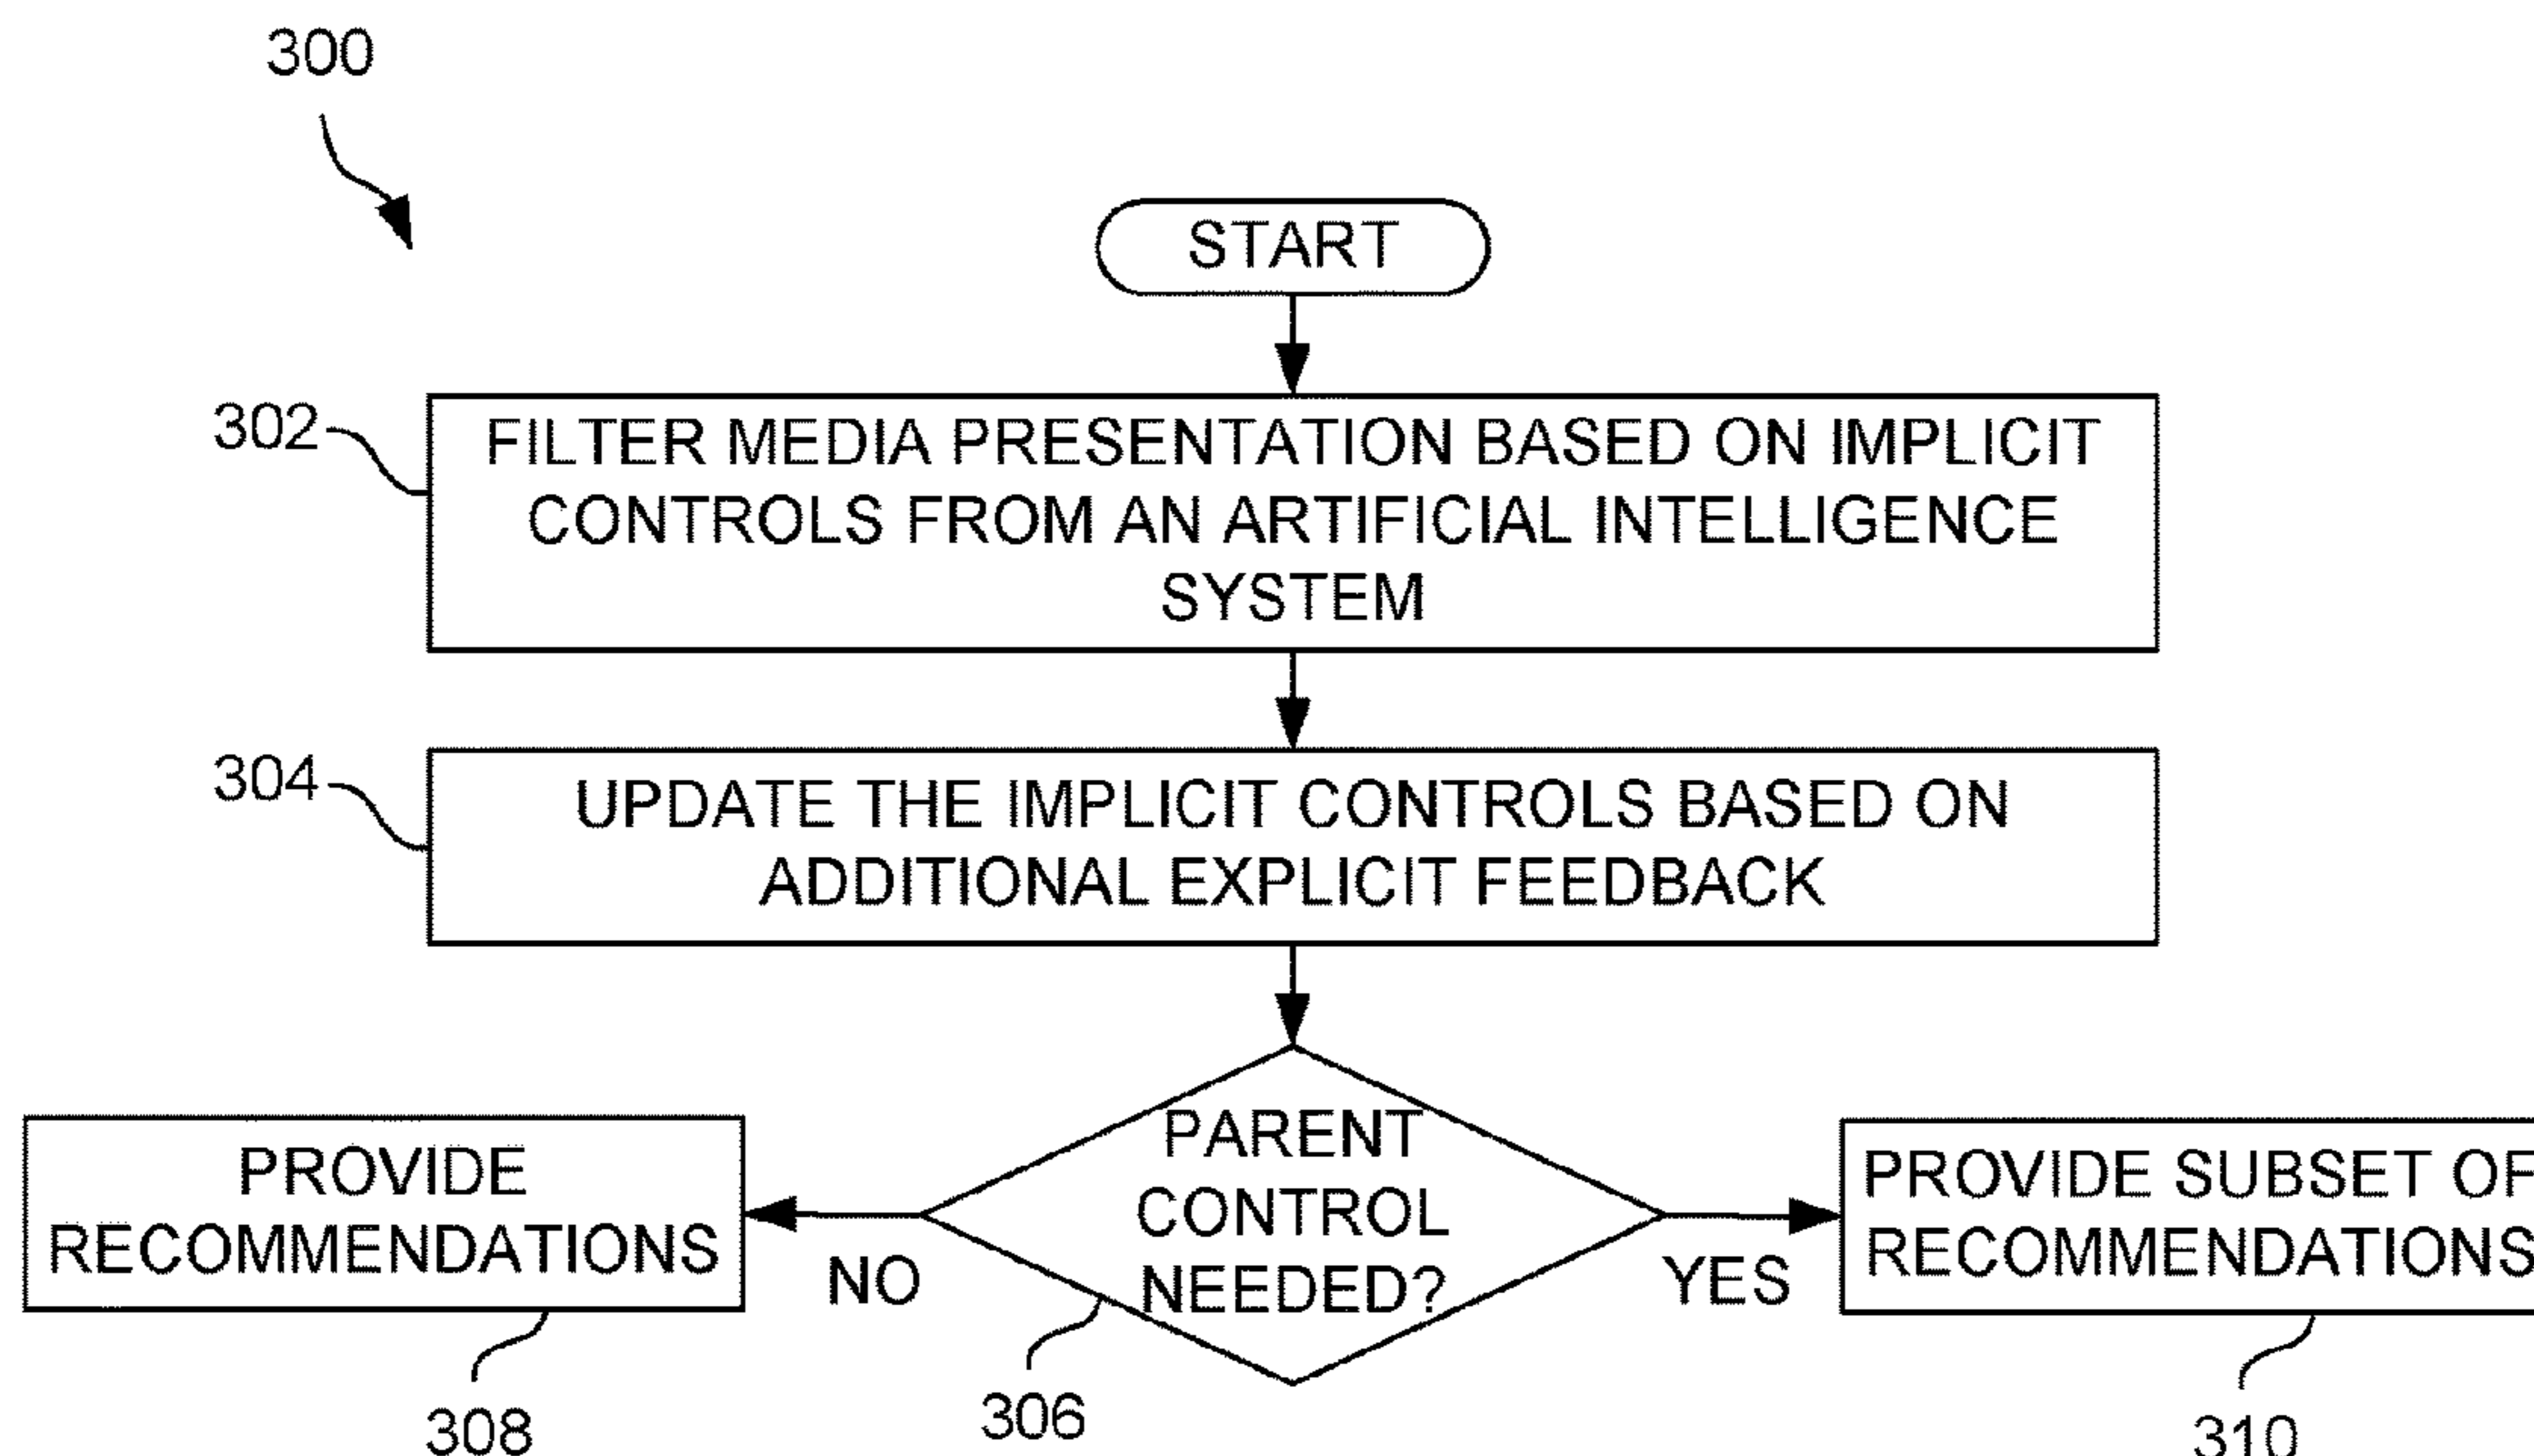 300
START
302
FILTER MEDIA PRESENTATION BASED ON IMPLICIT
CONTROLS FROM AN ARTIFICIAL INTELLIGENCE
SYSTEM
304
UPDATE THE IMPLICIT CONTROLS BASED ON
ADDITIONAL EXPLICIT FEEDBACK
PROVIDE
RECOMMENDATIONS
308
NO
PARENT
CONTROL
NEEDED?
306
YES
PROVIDE SUBSET OF
RECOMMENDATIONS
310